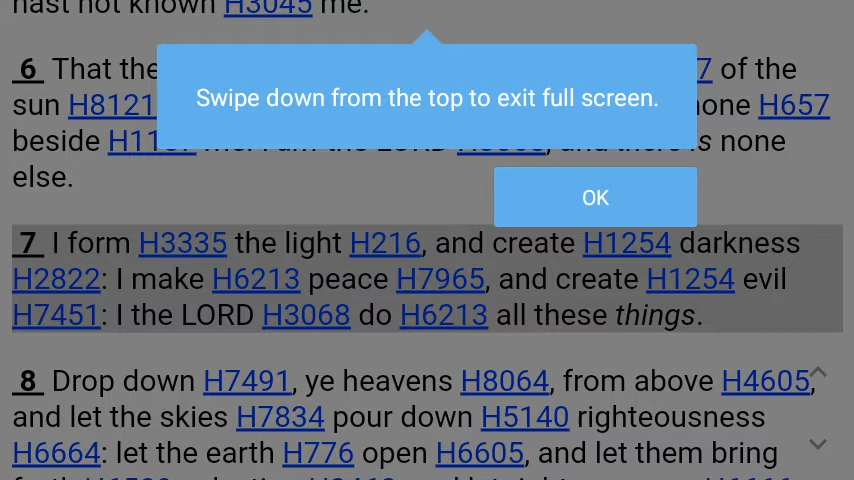 hast not known H3045 me.
6 That the
7 of the
Swipe down from the top to exit full screen.
sun H8121
none H657
beside
LORD
and there is none
else.
OK
7 I form H3335 the light H216, and create H1254 darkness
H2822: I make H6213 peace H7965, and create H1254 evil
H7451: I the LORD H3068 do H6213 all these things.
8 Drop down H7491, ye heavens H8064, from above H4605,
and let the skies H7834 pour down H5140 righteousness
H6664: let the earth H776 open H6605, and let them bring